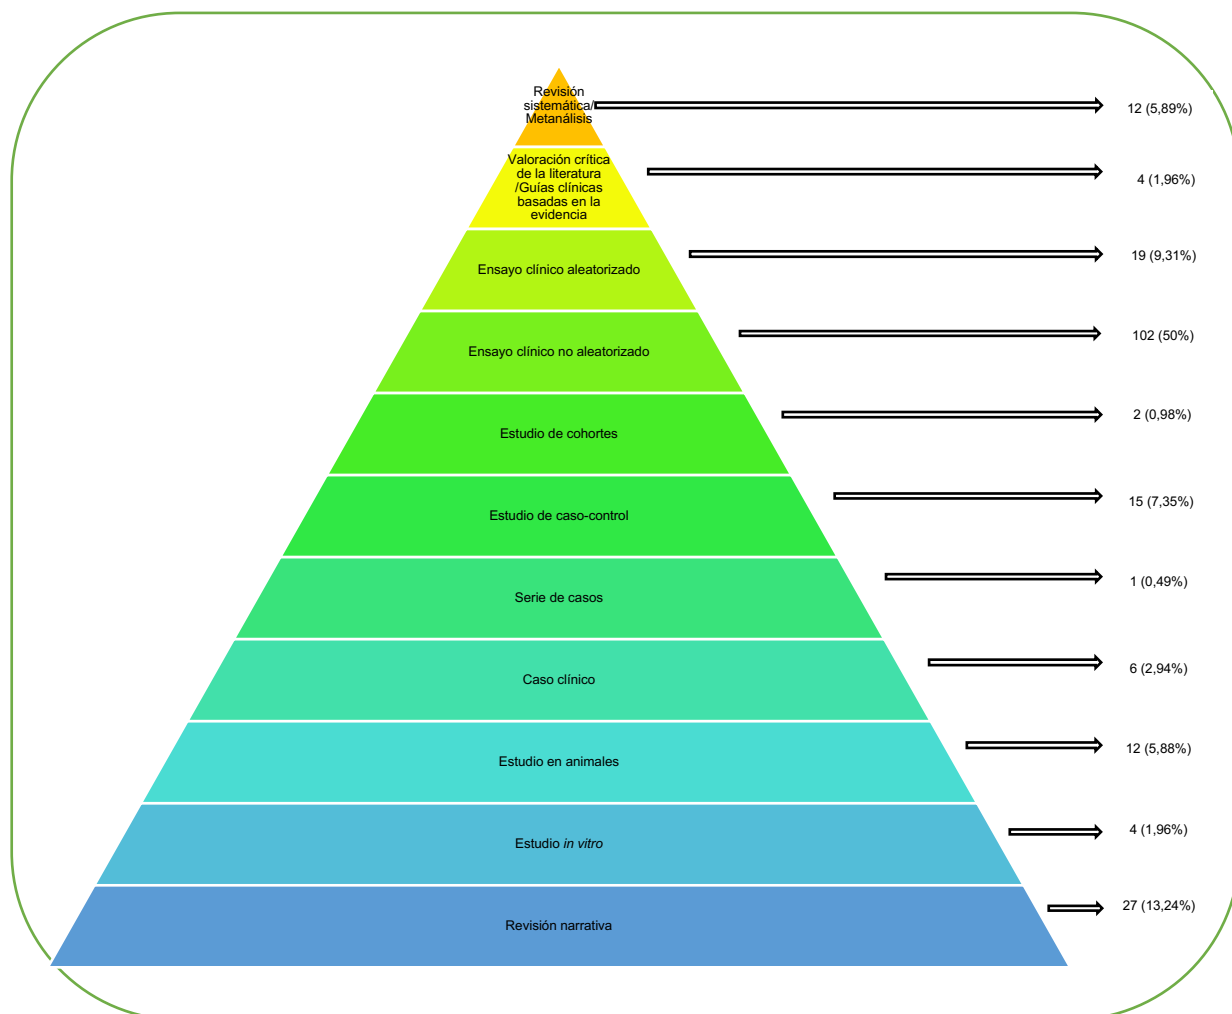 Revisión
sistemática/
Metanálisis
12 (5,89%)
Valoración crítica
de la literatura
/Guías clínicas
basadas en la
evidencia
4 (1,96%)
Ensayo clínico aleatorizado
19 (9,31%)
Ensayo clínico no aleatorizado
102 (50%)
Estudio de cohortes
2 (0,98%)
Estudio de caso-control
15 (7,35%)
Serie de casos
1 (0,49%)
Caso clínico
6 (2,94%)
Estudio en animales
12 (5,88%)
Estudio in vitro
4 (1,96%)
Revisión narrativa
27 (13,24%)